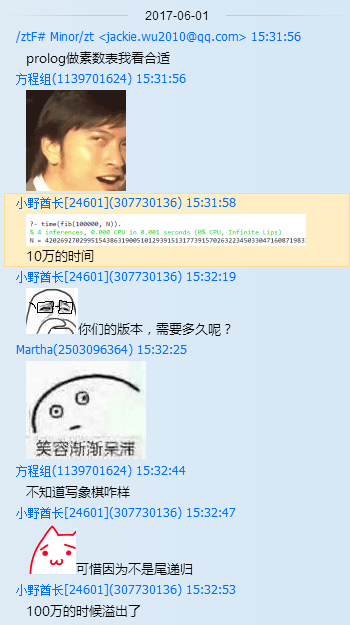 2017-06-01
/ztF# Minor/zt <jackie.wu2010@qq.com> 15:31:56
prolog做素数表我看合适
方程组(1139701624) 15:31:56
小野酋长[24601](307730136) 15:31:58
?- time(fib(100000, N)).
% 4 inferences, 0.000 CPU in 0.001 seconds (0% CPU, Infinite Lips)
10万的时间
小野酋长[24601](307730136) 15:32:19
你们的版本，需要多久呢？
Martha(2503096364) 15:32:25
笑容渐渐呆滞
方程组(1139701624) 15:32:44
不知道写象棋咋样
小野酋长[24601](307730136) 15:32:47
可惜因为不是尾递归
小野酋长[24601](307730136) 15:32:53
100万的时候溢出了